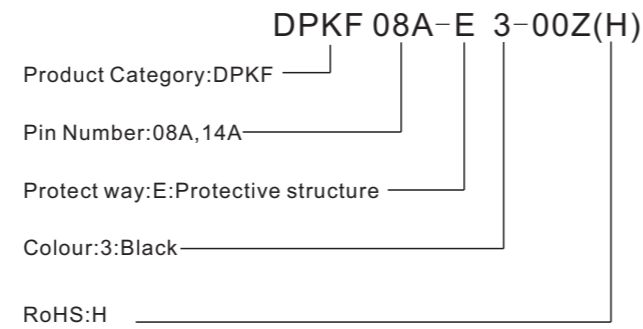 DPKF 08A-E 3-00Z(H)
Product Category:DPKF
Pin Number:08A,14A
Protect way:E:Protective structure
Colour:3:Black
RoHS:H